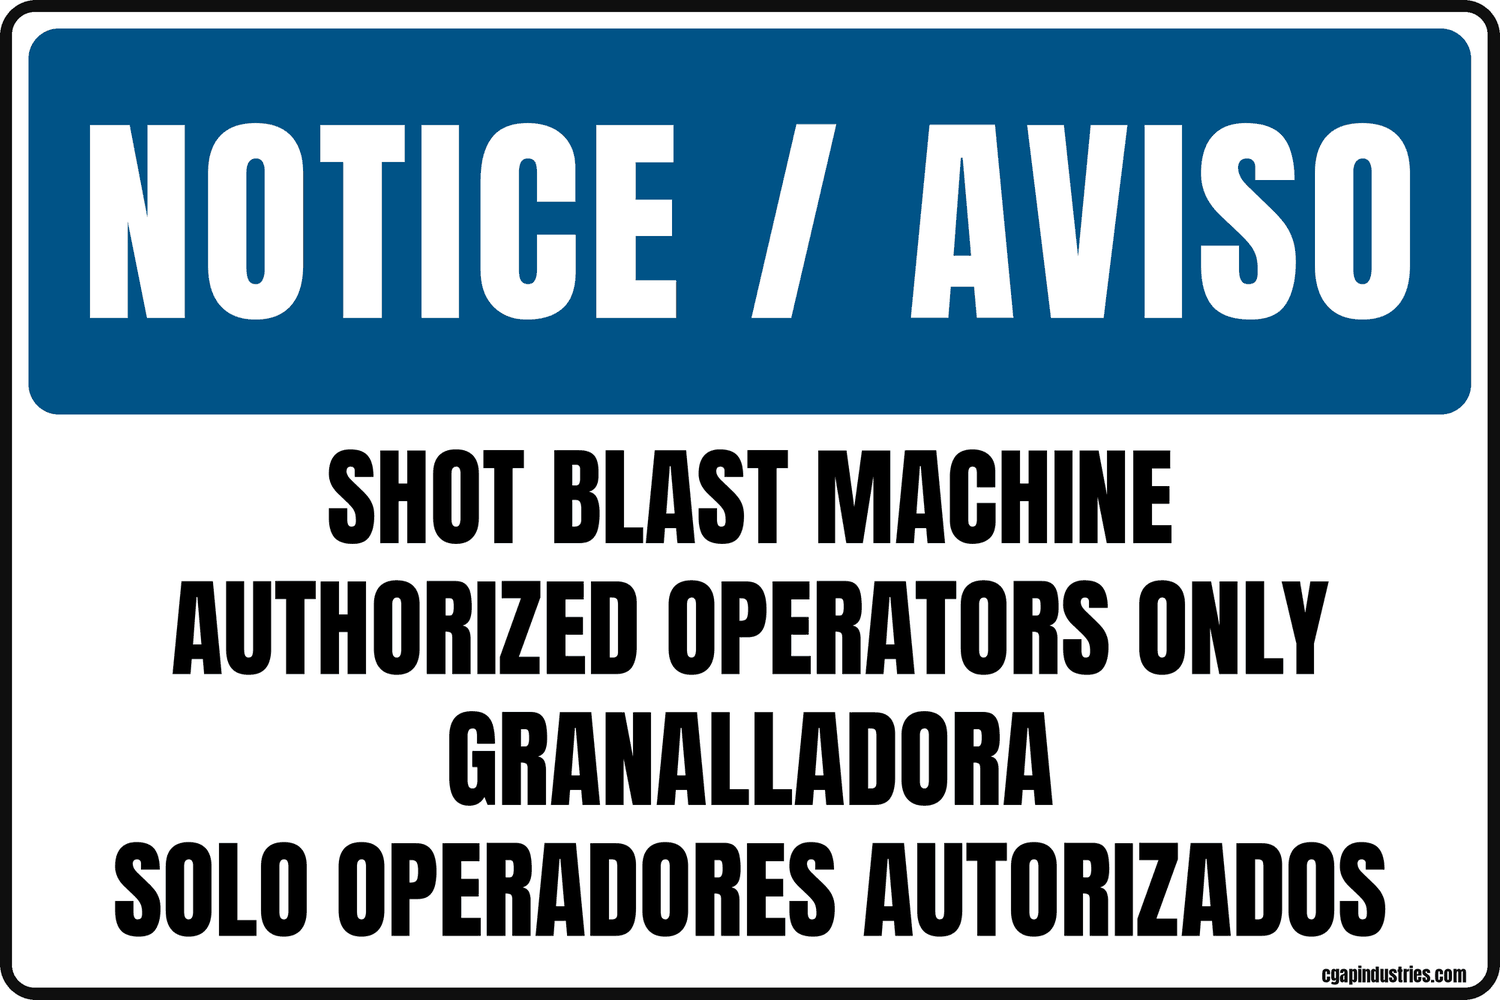 NOTICE / AVISO
SHOT BLAST MACHINE
AUTHORIZED OPERATORS ONLY
GRANALLADORA
SOLO OPERADORES AUTORIZADOS
cgapindustries.com